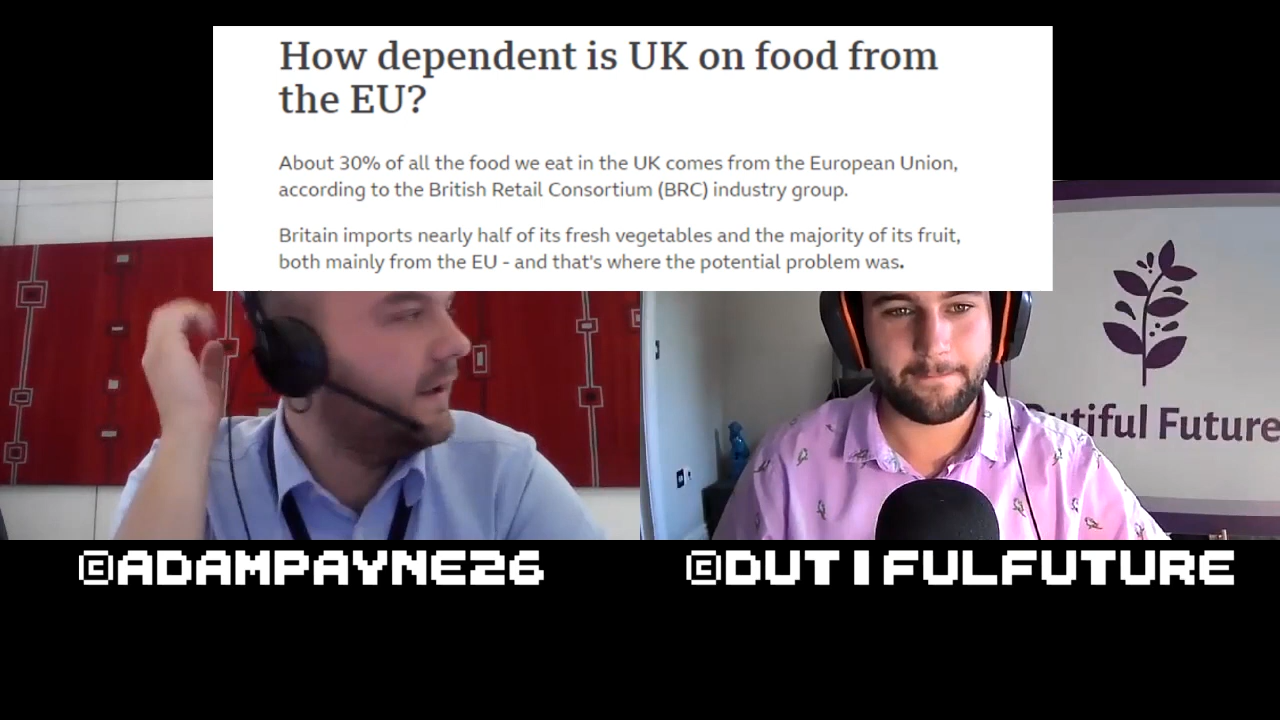 How dependent is UK on food from
the EU?
About 30% of all the food we eat in the UK comes from the European Union,
according to the British Retail Consortium (BRC) industry group.
Britain imports nearly half of its fresh vegetables and the majority of its fruit,
both mainly from the EU - and that's where the potential problem was.
Dutiful Future
@ADAMPAYNE26
@DUTIFULFUTURE